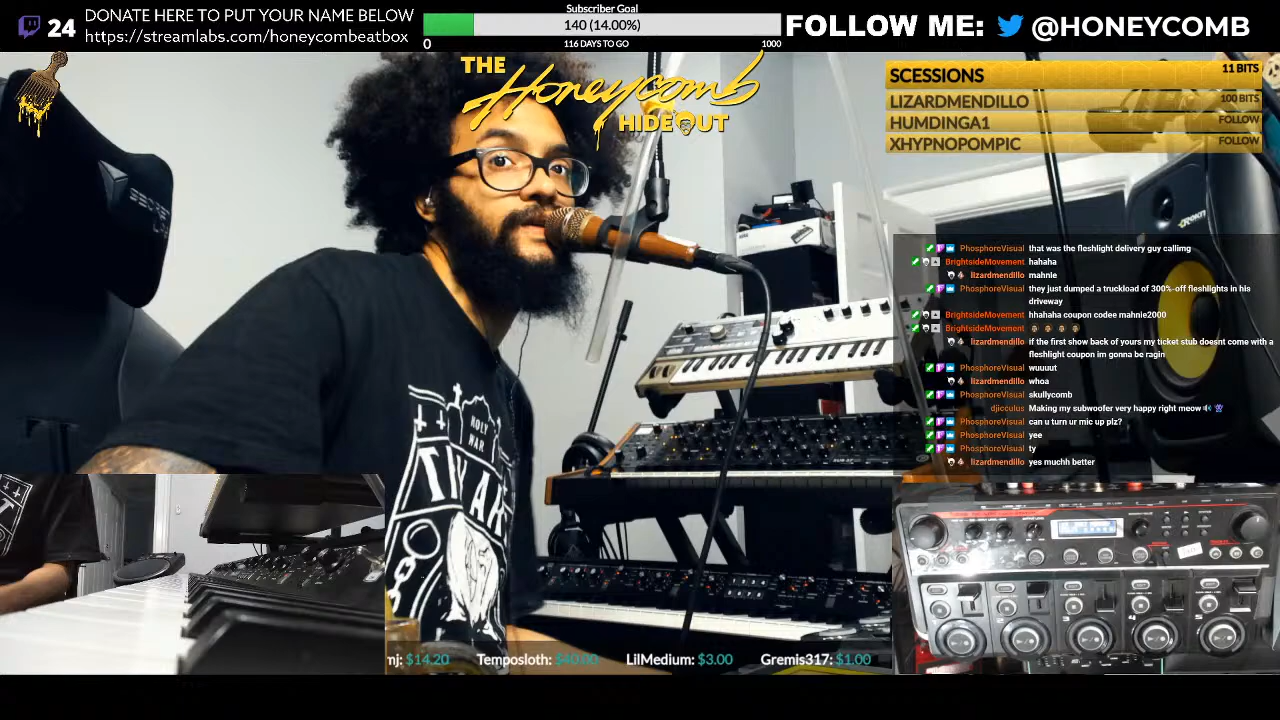 24
DONATE HERE TO PUT YOUR NAME BELOW
https://streamlabs.com/honeycombeatbox
Subscriber Goal
140 (14.00%)
0
116 DAYS TO GO
1000
FOLLOW ME: @HONEYCOMB
THE
Honeycomb
HIDEOUT
SCESSIONS 11 BITS
LIZARDMENDILLO 100 BITS
HUMDINGA1 FOLLOW
XHYPNOPOMPIC FOLLOW
SECRET
ROKIT
PhosphoreVisual that was the fleshlight delivery guy callimg
BrightsideMovement hahaha
lizardmendillo mahnie
PhosphoreVisual they just dumped a truckload of 300%-off fleshlights in his
driveway
BrightsideMovement hhahaha coupon codee mahnie2000
BrightsideMovement
lizardmendillo if the first show back of yours my ticket stub doesnt come with a
fleshlight coupon im gonna be ragin
PhosphoreVisual wuuuut
lizardmendillo whoa
PhosphoreVisual skullycomb
djicculus Making my subwoofer very happy right meow
PhosphoreVisual can u turn ur mic up plz?
PhosphoreVisual yee
PhosphoreVisual ty
lizardmendillo yes muchh better
HOLY
WAR
mj: $14.20 Temposloth: $40.00 LilMedium: $3.00 Gremis317: $1.00